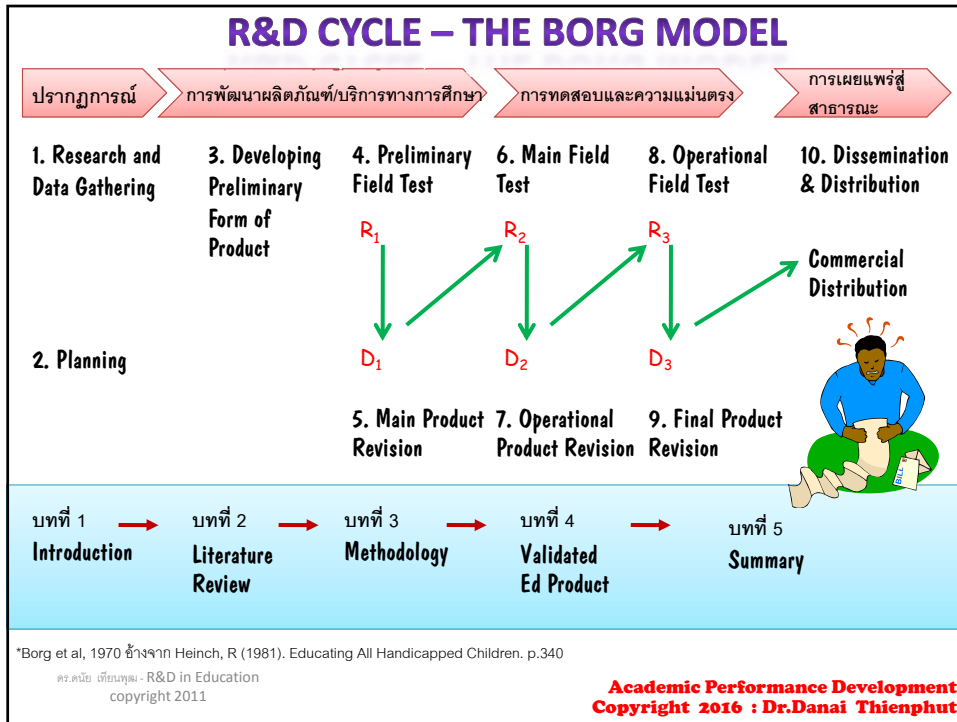 R&D CYCLE – THE BORG MODEL
ปรากฏการณ์
การพัฒนาผลิตภัณฑ์/บริการทางการศึกษา
การทดสอบและความแม่นตรง
การเผยแพร่สู่
สาธารณะ
1. Research and
Data Gathering
3. Developing
Preliminary
Form of
Product
4. Preliminary
Field Test
6. Main Field
Test
8. Operational
Field Test
10. Dissemination
& Distribution
R1
R2
R3
Commercial
Distribution
2. Planning
D1
D2
D3
5. Main Product
Revision
7. Operational
Product Revision
9. Final Product
Revision
BILL
บทที่ 1
Introduction
บทที่ 2
Literature
Review
บทที่ 3
Methodology
บทที่ 4
Validated
Ed Product
บทที่ 5
Summary
*Borg et al, 1970 อ้างจาก Heinch, R (1981). Educating All Handicapped Children. p.340
ดร.ดนัย เทียนพุฒ - R&D in Education
copyright 2011
Academic Performance Development
Copyright 2016 : Dr.Danai Thienphut